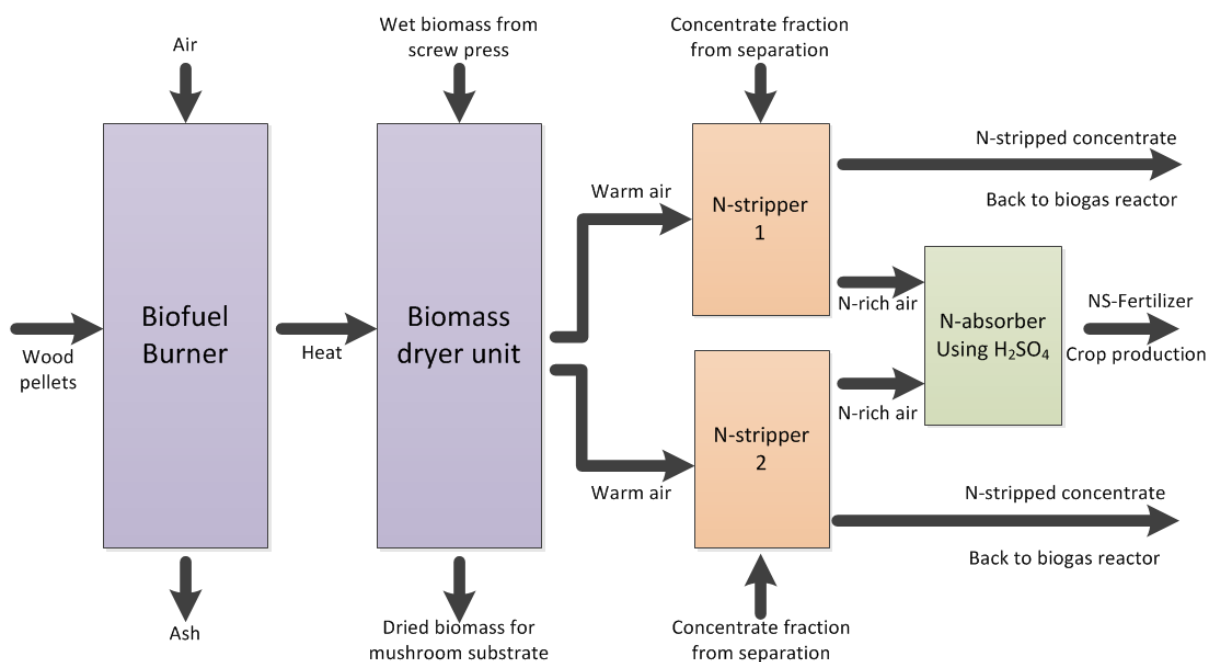 Air
Wet biomass from
screw press
Concentrate fraction
from separation
Wood
pellets
Biofuel
Burner
Ash
Heat
Biomass
dryer unit
Dried biomass for
mushroom substrate
Warm air
Warm air
N-stripper
1
N-stripper
2
Concentrate fraction
from separation
N-stripped concentrate
Back to biogas reactor
N-rich air
N-rich air
N-absorber
Using H₂SO₄
NS-Fertilizer
Crop production
N-stripped concentrate
Back to biogas reactor